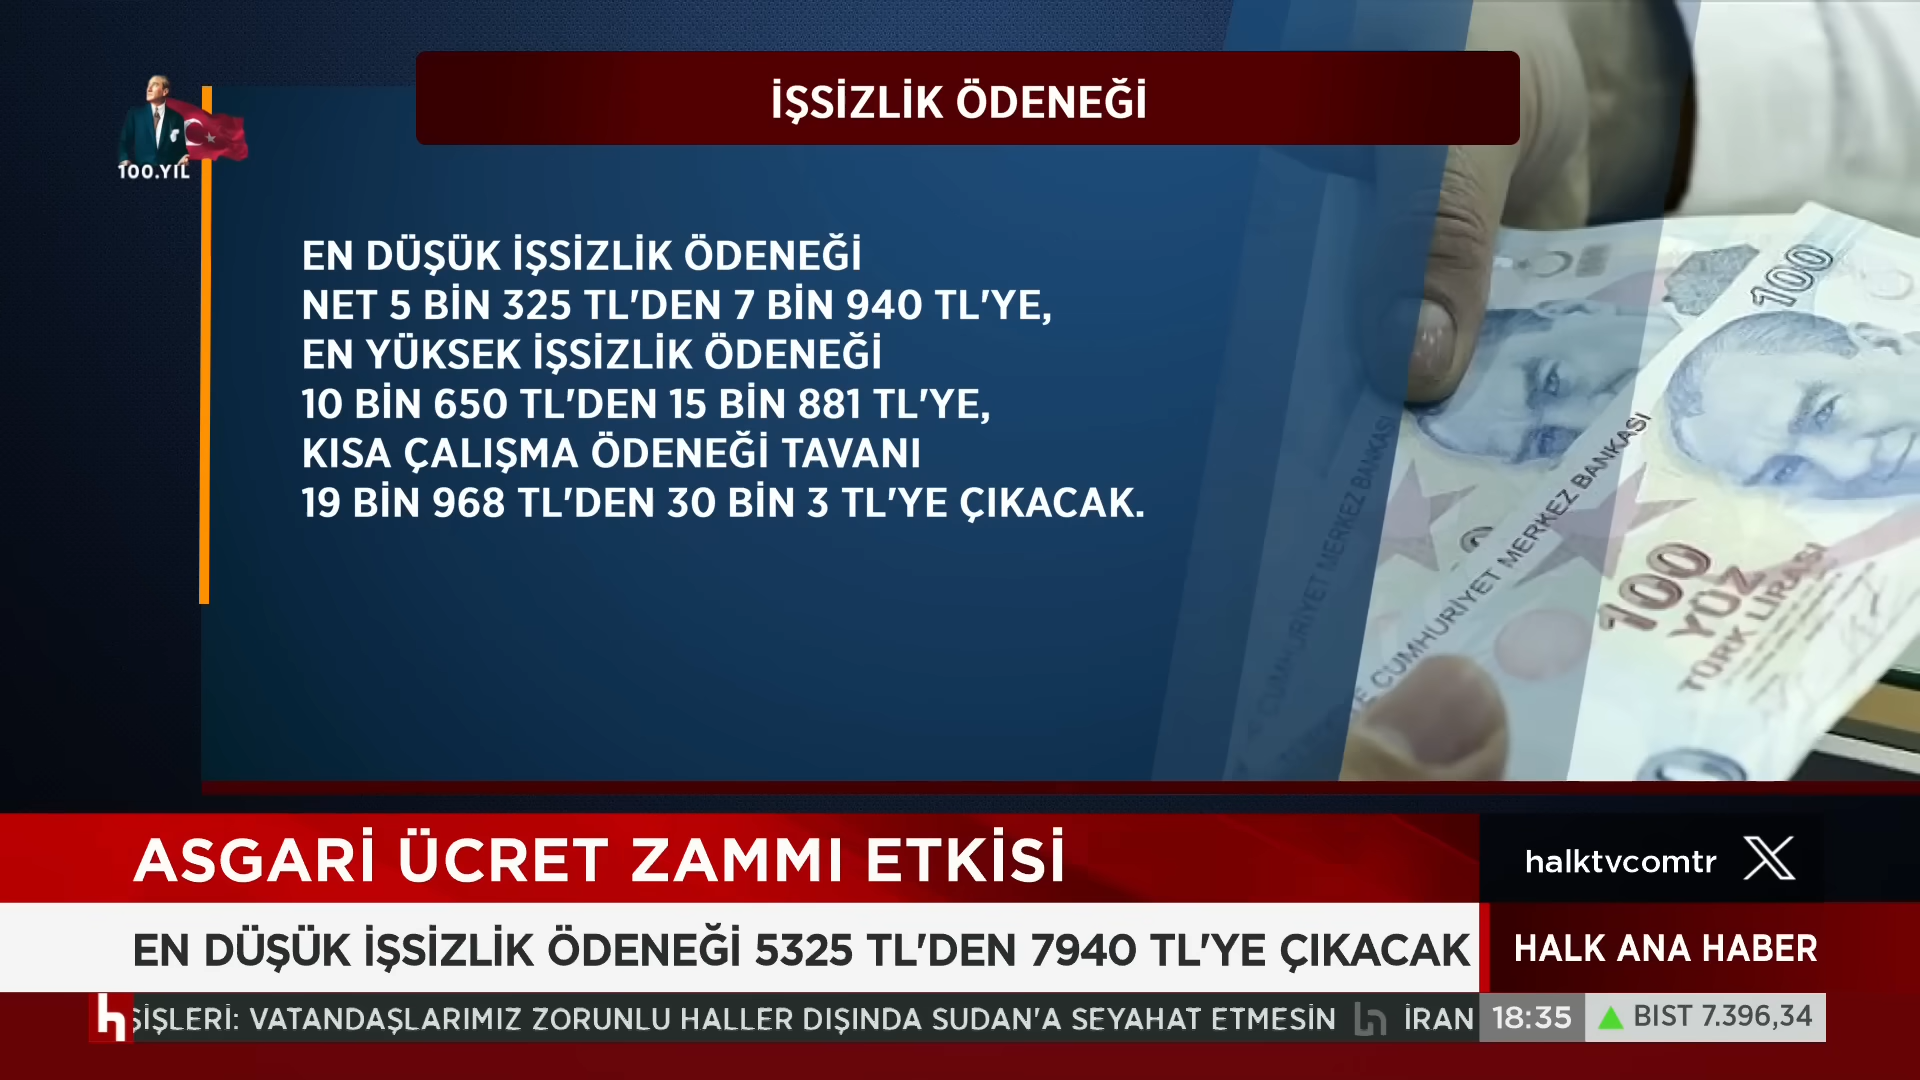 İŞSİZLİK ÖDENEĞİ
100.YIL
EN DÜŞÜK İŞSİZLİK ÖDENEĞİ
NET 5 BİN 325 TL'DEN 7 BİN 940 TL'YE,
EN YÜKSEK İŞSİZLİK ÖDENEĞİ
10 BİN 650 TL'DEN 15 BİN 881 TL'YE,
KISA ÇALIŞMA ÖDENEĞİ TAVANI
19 BİN 968 TL'DEN 30 BİN 3 TL'YE ÇIKACAK.
100
CUMHURİYET MERKEZ BANKASI
CUMHURİYET MERKEZ BANKASI
100
YÜZ
TÜRK LİRASI
ASGARİ ÜCRET ZAMMI ETKİSİ
halktvcomtr X
EN DÜŞÜK İŞSİZLİK ÖDENEĞİ 5325 TL'DEN 7940 TL'YE ÇIKACAK
HALK ANA HABER
h ŞİŞLERİ: VATANDAŞLARIMIZ ZORUNLU HALLER DIŞINDA SUDAN'A SEYAHAT ETMESİN h İRAN
18:35
BIST 7.396,34